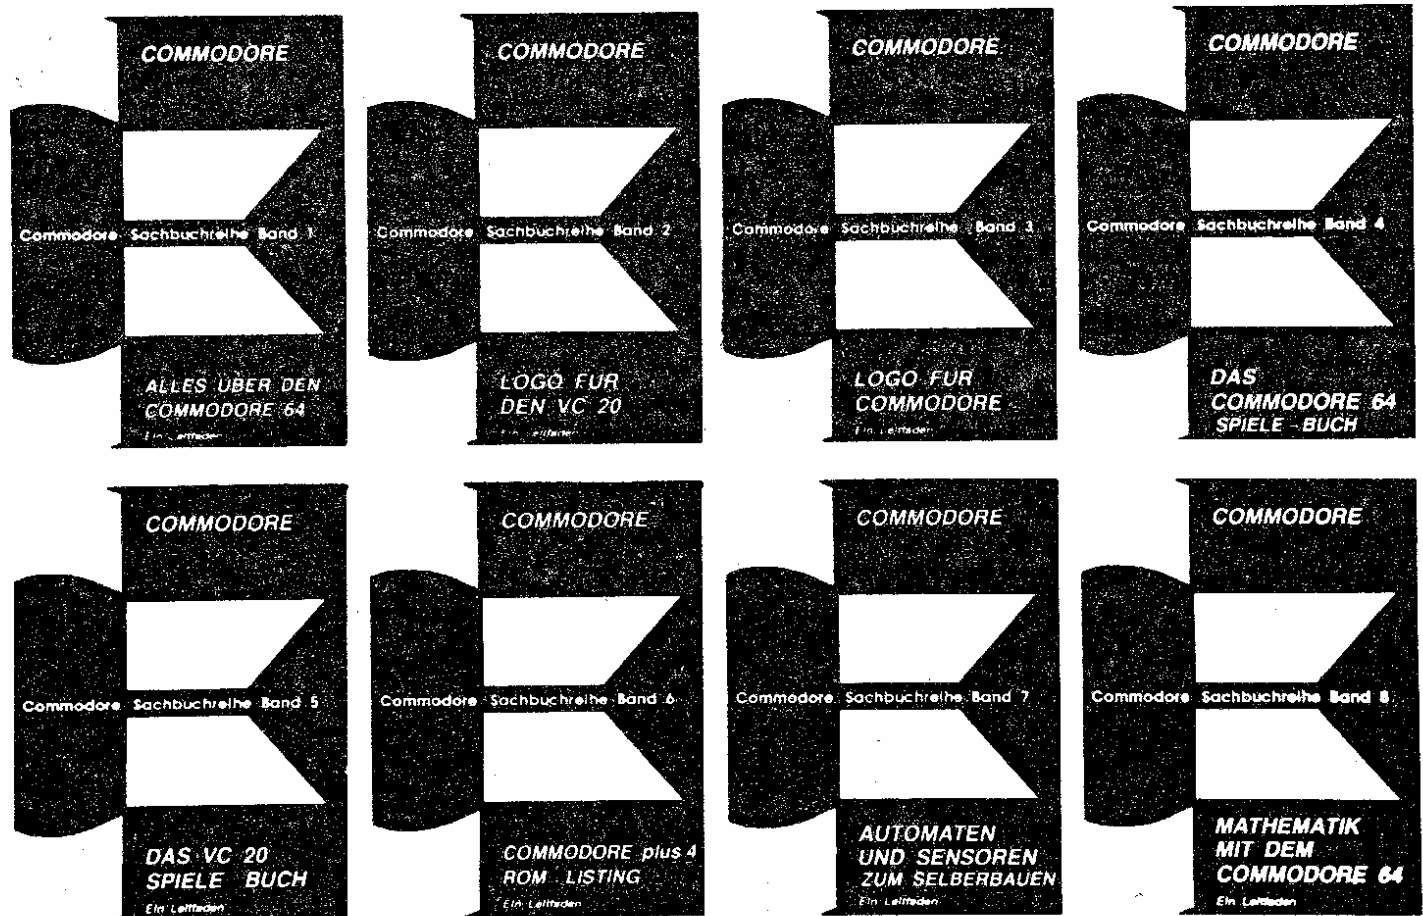 COMMODORE
Commodore Sachbuchreihe Band 1
ALLES ÜBER DEN
COMMODORE 64
Ein Leitfaden
COMMODORE
Commodore Sachbuchreihe Band 2
LOGO FUR
DEN VC 20
Ein Leitfaden
COMMODORE
Commodore Sachbuchreihe Band 3
LOGO FUR
COMMODORE
Ein Leitfaden
COMMODORE
Commodore Sachbuchreihe Band 4
DAS
COMMODORE 64
SPIELE - BUCH
COMMODORE
Commodore Sachbuchreihe Band 5
DAS VC 20
SPIELE BUCH
Ein Leitfaden
COMMODORE
Commodore Sachbuchreihe Band 6
COMMODORE plus 4
ROM LISTING
Ein Leitfaden
COMMODORE
Commodore Sachbuchreihe Band 7
AUTOMATEN
UND SENSOREN
ZUM SELBERBAUEN
Ein Leitfaden
COMMODORE
Commodore Sachbuchreihe Band 8
MATHEMATIK
MIT DEM
COMMODORE 64
Ein Leitfaden